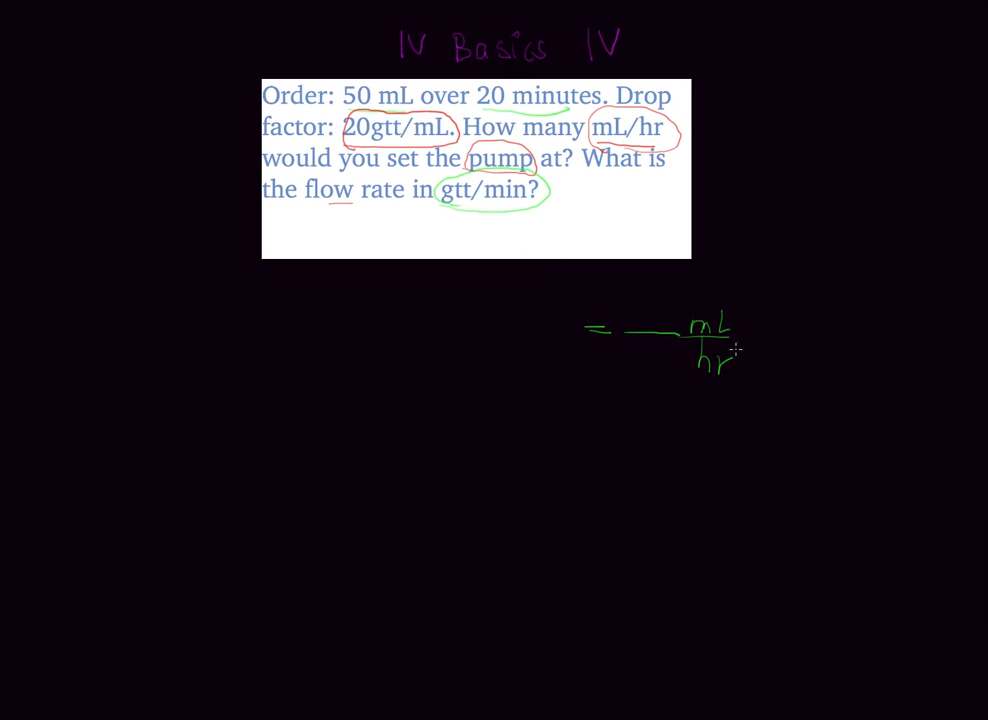 IV Basics IV
Order: 50 mL over 20 minutes. Drop
factor: 20gtt/mL. How many mL/hr
would you set the pump at? What is
the flow rate in gtt/min?
= ___ mL
hr